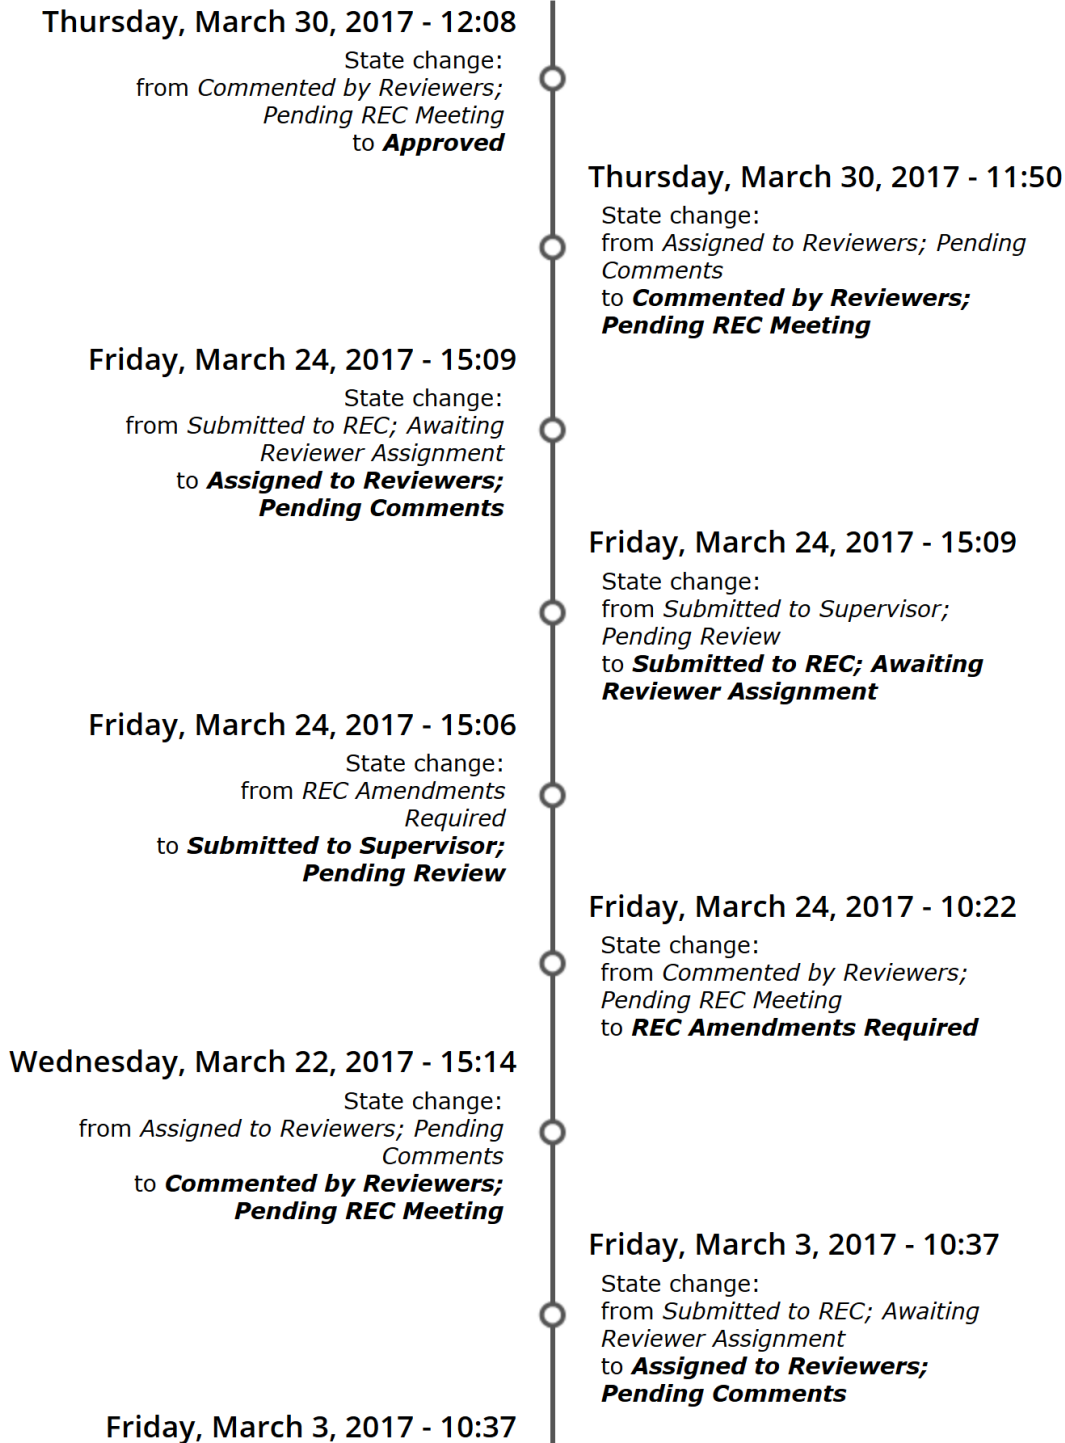 Thursday, March 30, 2017 - 12:08
State change:
from Commented by Reviewers;
Pending REC Meeting
to Approved
Thursday, March 30, 2017 - 11:50
State change:
from Assigned to Reviewers; Pending
Comments
to Commented by Reviewers;
Pending REC Meeting
Friday, March 24, 2017 - 15:09
State change:
from Submitted to REC; Awaiting
Reviewer Assignment
to Assigned to Reviewers;
Pending Comments
Friday, March 24, 2017 - 15:09
State change:
from Submitted to Supervisor;
Pending Review
to Submitted to REC; Awaiting
Reviewer Assignment
Friday, March 24, 2017 - 15:06
State change:
from REC Amendments
Required
to Submitted to Supervisor;
Pending Review
Friday, March 24, 2017 - 10:22
State change:
from Commented by Reviewers;
Pending REC Meeting
to REC Amendments Required
Wednesday, March 22, 2017 - 15:14
State change:
from Assigned to Reviewers; Pending
Comments
to Commented by Reviewers;
Pending REC Meeting
Friday, March 3, 2017 - 10:37
State change:
from Submitted to REC; Awaiting
Reviewer Assignment
to Assigned to Reviewers;
Pending Comments
Friday, March 3, 2017 - 10:37